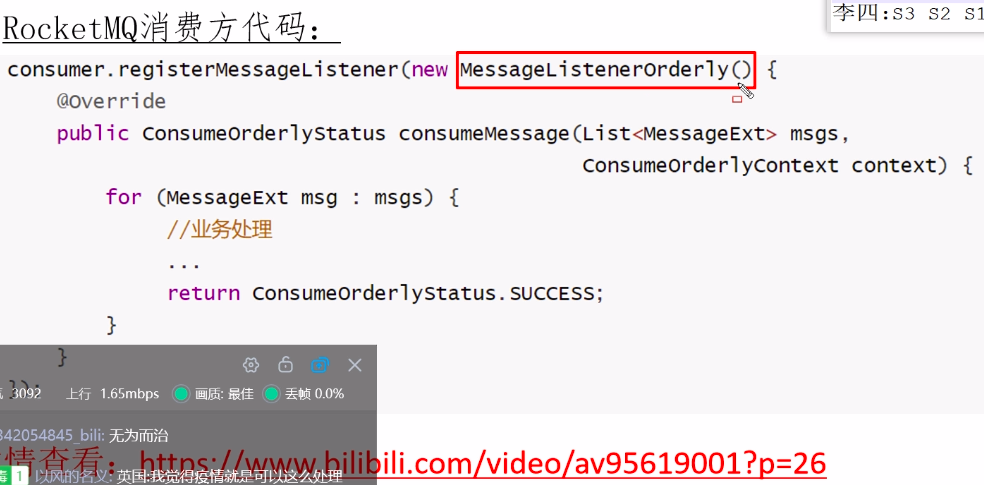 李四:S3 S2 S1
RocketMQ消费方代码：
consumer.registerMessageListener(new MessageListenerOrderly() {
@Override
public ConsumeOrderlyStatus consumeMessage(List<MessageExt> msgs,
ConsumeOrderlyContext context) {
for (MessageExt msg : msgs) {
//业务处理
...
return ConsumeOrderlyStatus.SUCCESS;
}
}
3092 上行 1.65mbps 画质: 最佳 丢帧 0.0%
342054845_bili: 无为而治
情查看：https://www.bilibili.com/video/av95619001?p=26
1 以风的名义: 英国:我觉得疫情就是可以这么处理